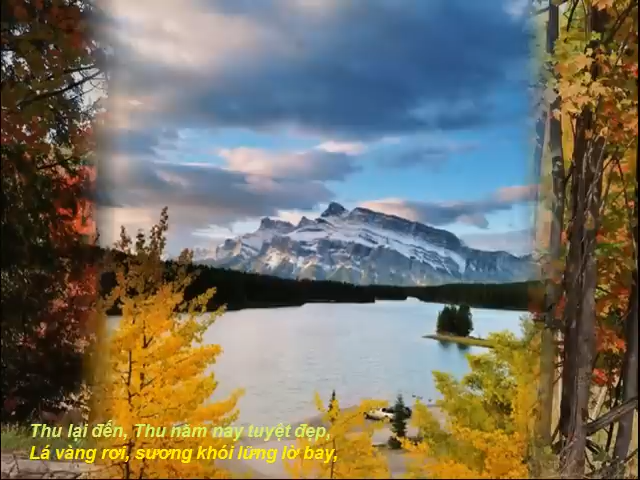 Thu lại đến, Thu năm nay tuyệt đẹp,
Lá vàng rơi, sương khói lững lờ bay,